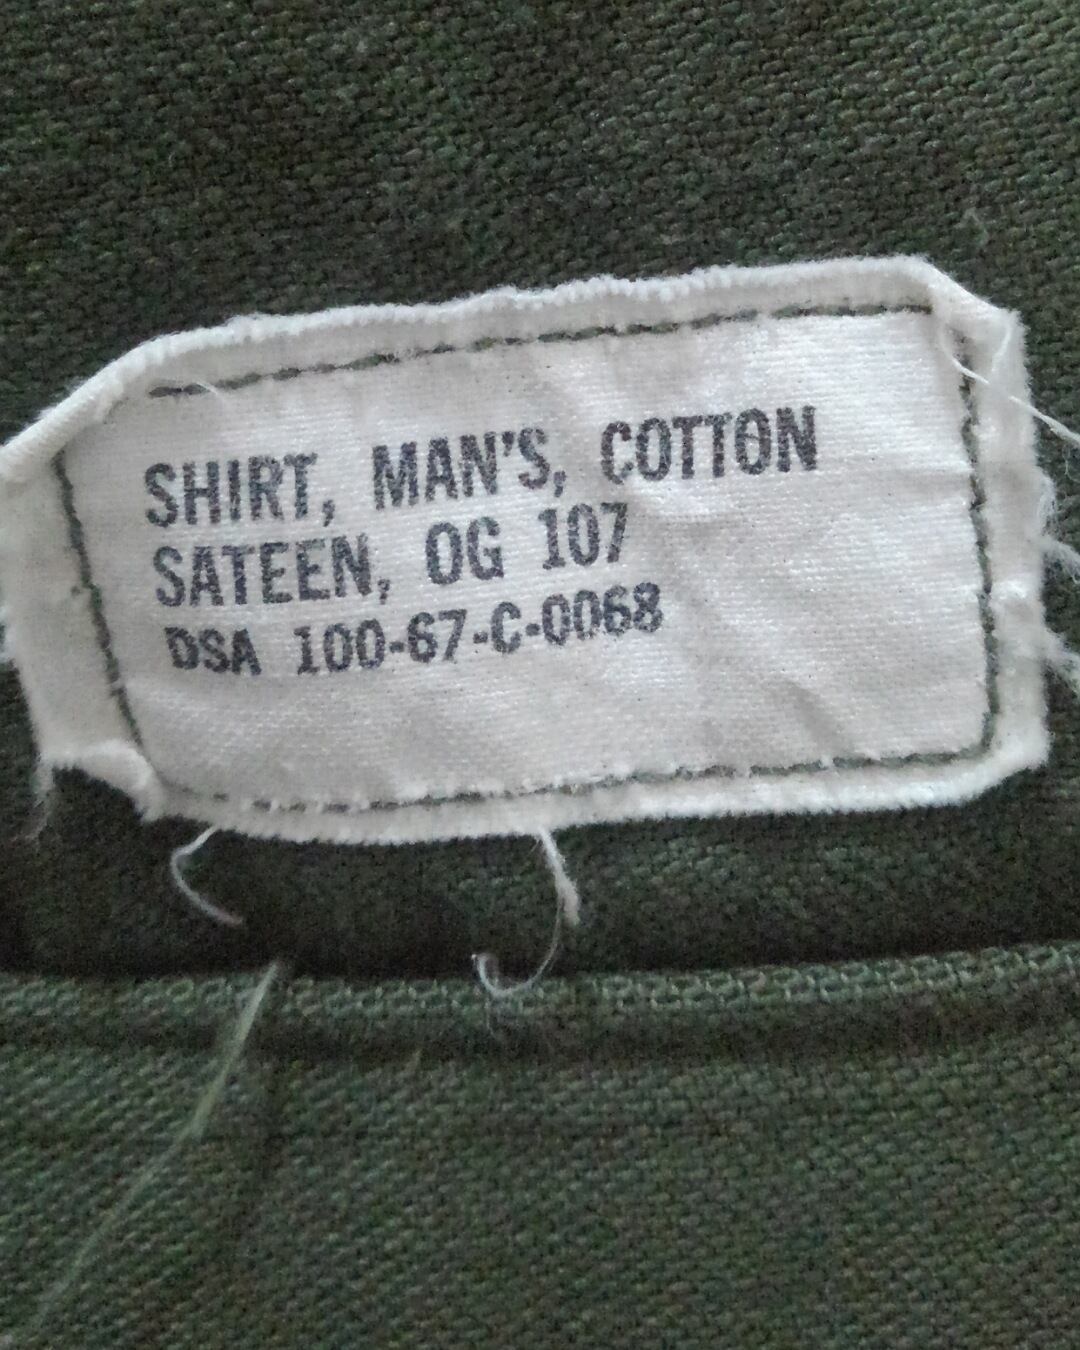 SHIRT, MAN'S, COTTON
SATEEN, OG 107
DSA 100-67-C-0068